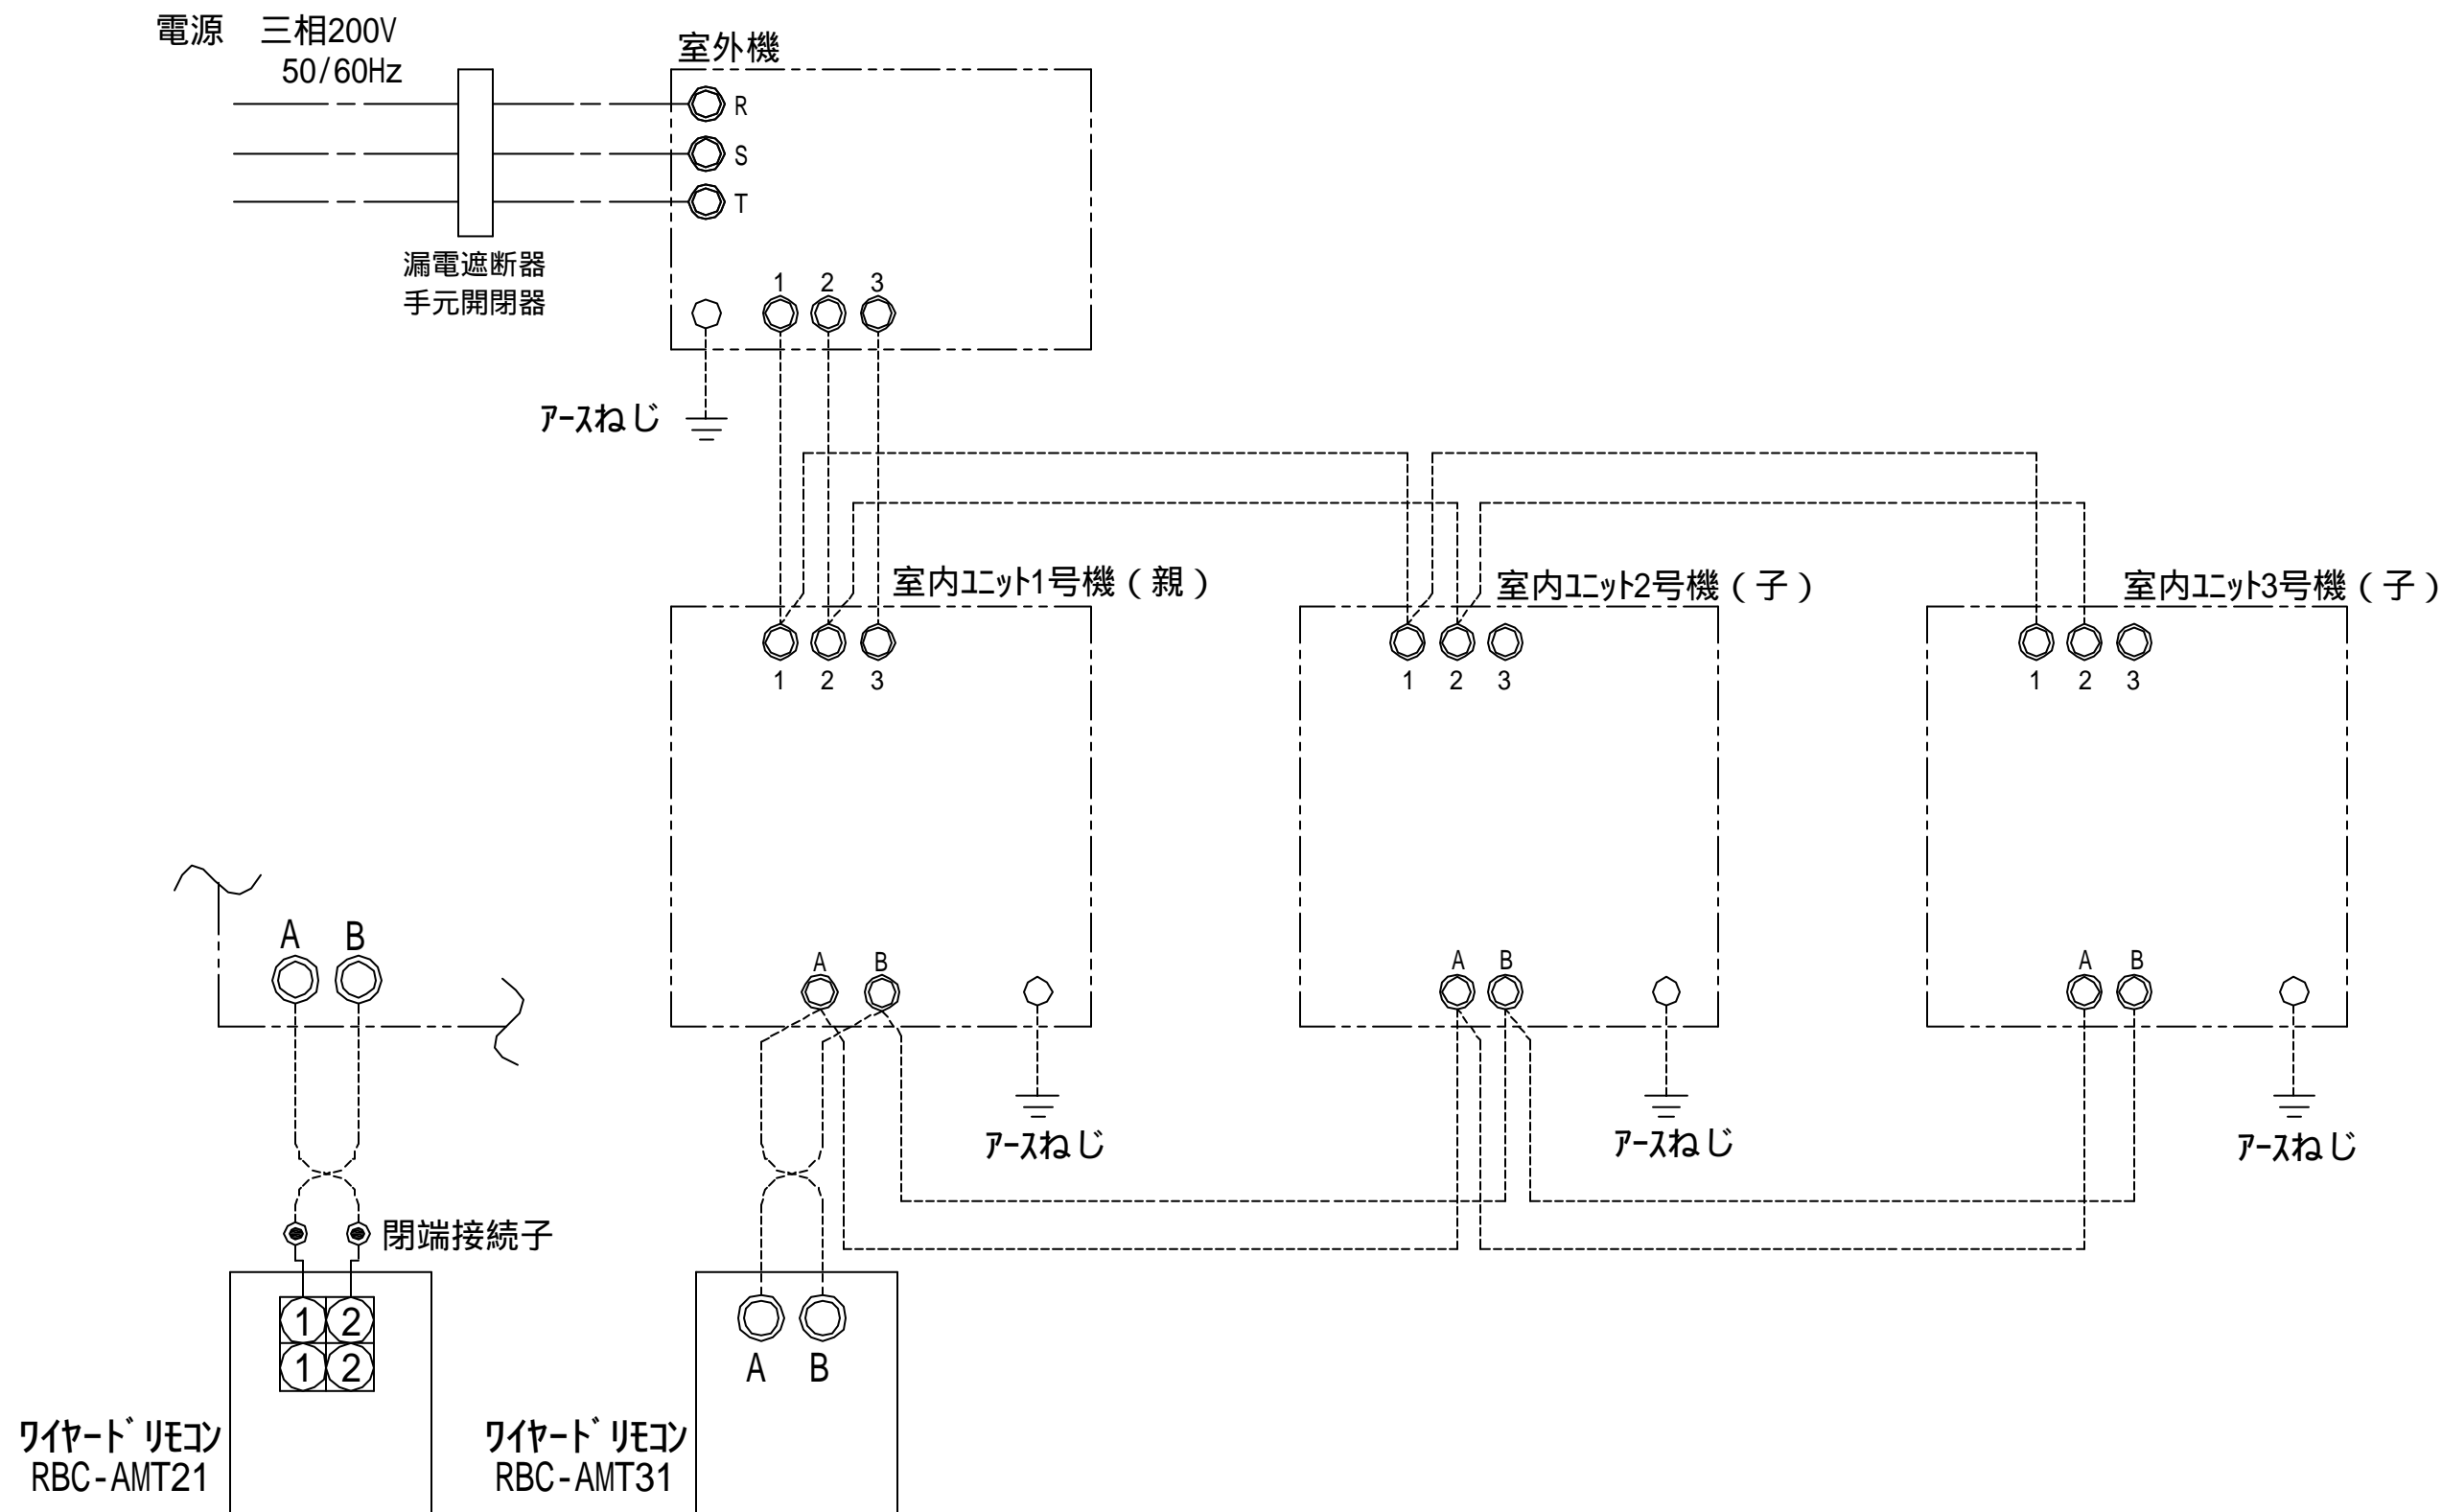 電源　三相200V
50/60Hz
室外機
R
S
T
漏電遮断器
手元開閉器
1 2 3
ｱｰｽねじ
室内ﾕﾆｯﾄ1号機（親）
室内ﾕﾆｯﾄ2号機（子）
室内ﾕﾆｯﾄ3号機（子）
1 2 3
1 2 3
1 2 3
A B
A B
A B
A B
ｱｰｽねじ
ｱｰｽねじ
ｱｰｽねじ
閉端接続子
1 2
1 2
A B
ﾜｲﾔｰﾄﾞﾘﾓｺﾝ
RBC-AMT21
ﾜｲﾔｰﾄﾞﾘﾓｺﾝ
RBC-AMT31